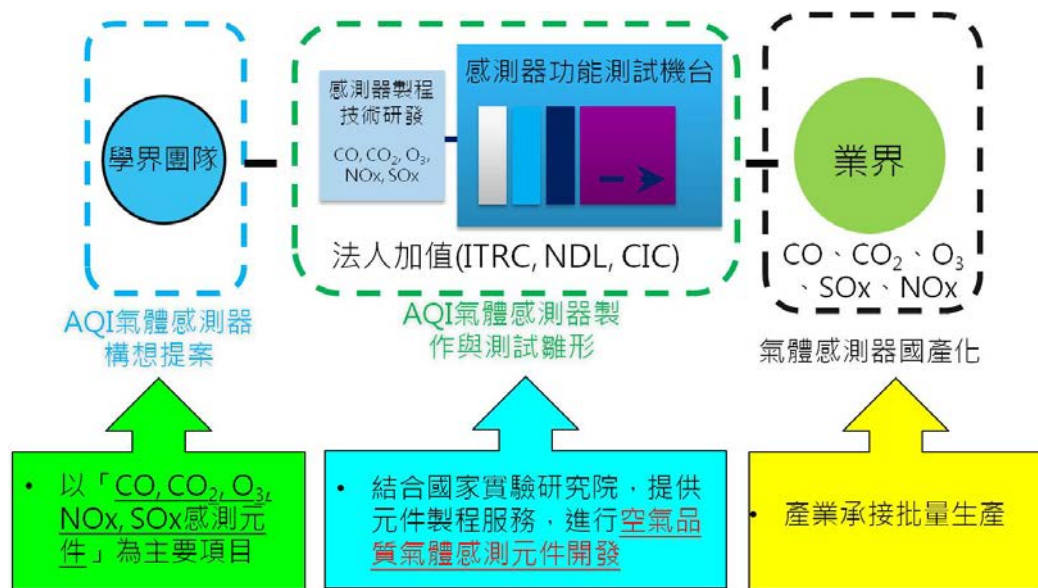 學界團隊
AQI氣體感測器
構想提案
感測器製程
技術研發
CO, CO₂, O₃,
NOx, SOx
感測器功能測試機台
法人加值(ITRC, NDL, CIC)
AQI氣體感測器製
作與測試雛形
業界
CO、CO₂、O₃
、SOx、NOx
氣體感測器國產化
• 以「CO, CO₂, O₃,
NOx, SOx感測元
件」為主要項目
• 結合國家實驗研究院，提供
元件製程服務，進行空氣品
質氣體感測元件開發
• 產業承接批量生產